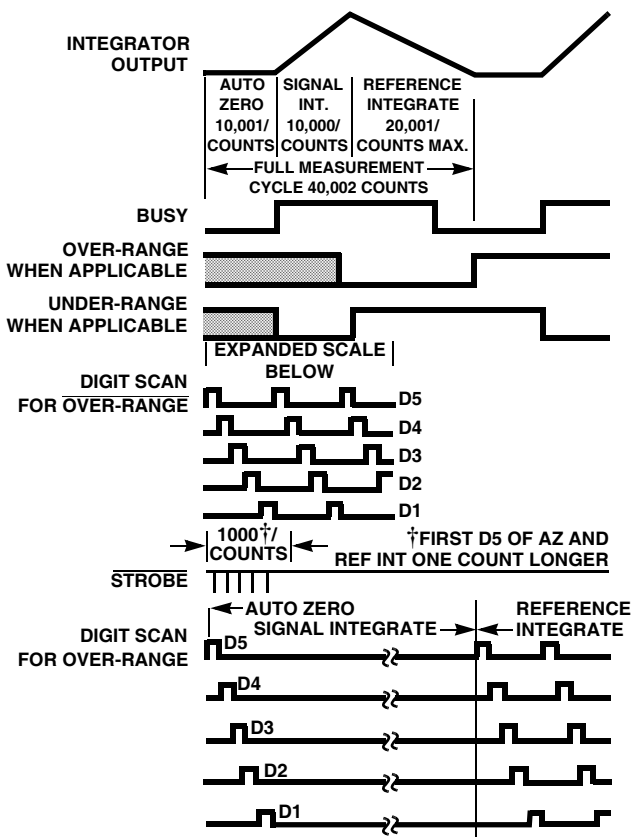 INTEGRATOR
OUTPUT
AUTO
ZERO
10,001/
COUNTS
SIGNAL
INT.
10,000/
COUNTS
REFERENCE
INTEGRATE
20,001/
COUNTS MAX.
FULL MEASUREMENT
CYCLE 40,002 COUNTS
BUSY
OVER-RANGE
WHEN APPLICABLE
UNDER-RANGE
WHEN APPLICABLE
EXPANDED SCALE
BELOW
DIGIT SCAN
FOR OVER-RANGE
D5
D4
D3
D2
D1
1000†/
COUNTS
†FIRST D5 OF AZ AND
REF INT ONE COUNT LONGER
STROBE
AUTO ZERO
SIGNAL INTEGRATE
REFERENCE
INTEGRATE
DIGIT SCAN
FOR OVER-RANGE
D5
D4
D3
D2
D1